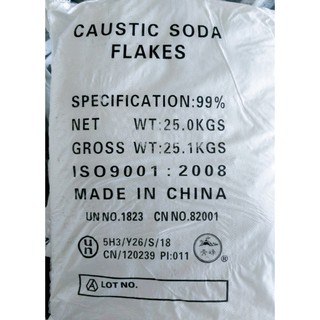 CAUSTIC SODA
FLAKES
SPECIFICATION:99%
NET WT:25.0KGS
GROSS WT:25.1KGS
ISO9001:2008
MADE IN CHINA
UN NO.1823 CN NO.82001
un 5H3/Y26/S/18
CN/120239 PI:011 ®
A LOT NO.